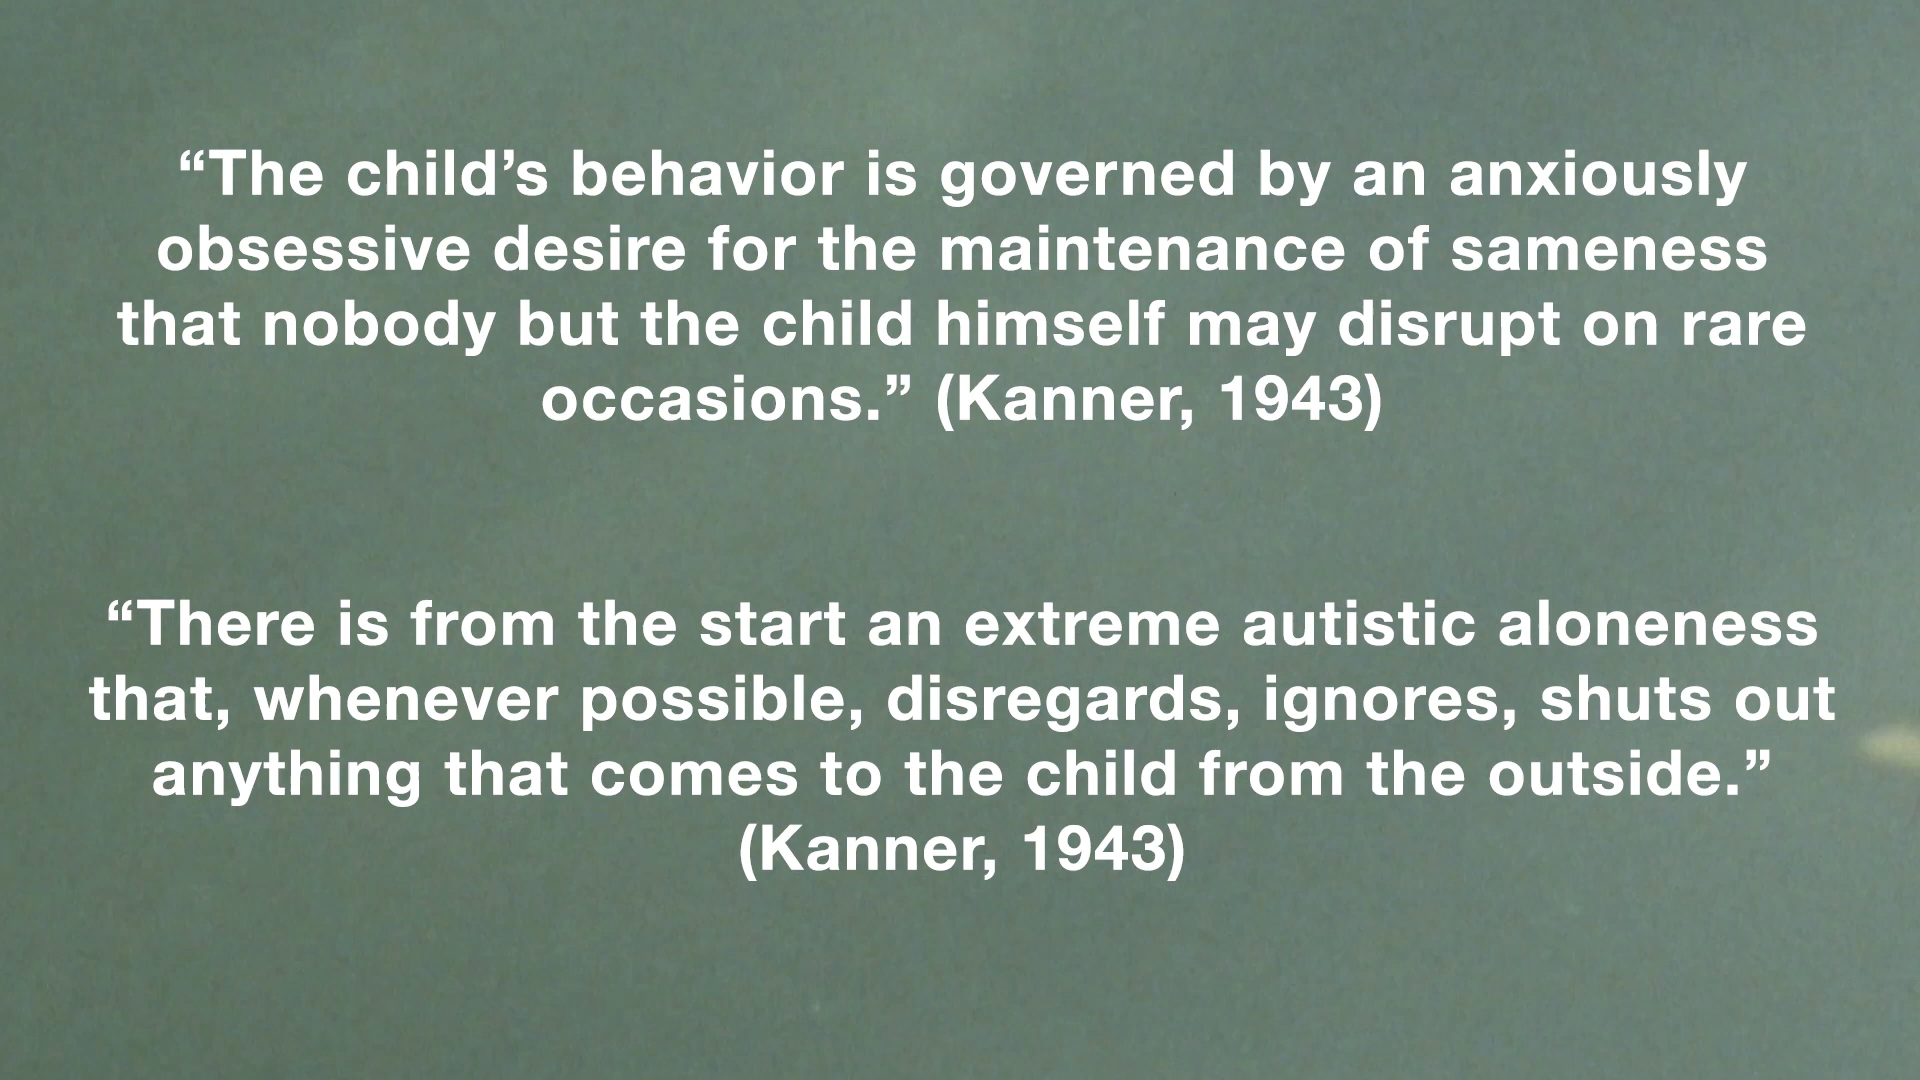 “The child’s behavior is governed by an anxiously
obsessive desire for the maintenance of sameness
that nobody but the child himself may disrupt on rare
occasions.” (Kanner, 1943)
“There is from the start an extreme autistic aloneness
that, whenever possible, disregards, ignores, shuts out
anything that comes to the child from the outside.”
(Kanner, 1943)